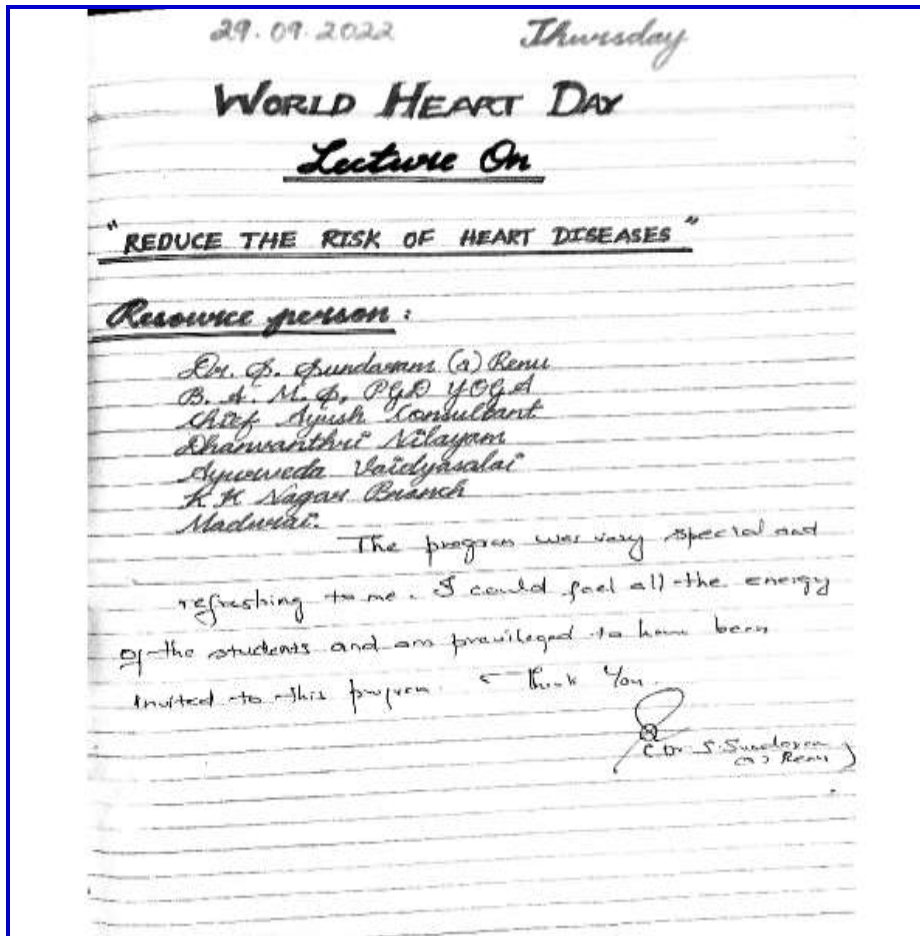 29.09.2022 Thursday
WORLD HEART DAY
Lecture On
"REDUCE THE RISK OF HEART DISEASES"
Resource person :
Dr. S. Sundaram (a) Renu
B. A. M. S, PGD YOGA
Chief Ayush Consultant
Dhanvanthri Nilayam
Ayurveda Vaidyasalai
K K Nagar Branch
Madurai.
The program was very special and
refreshing to me. I could feel all the energy
of the students and am previleged to have been
invited to this program. Thank You.
(Dr S. Sundaram
(a) Renu)